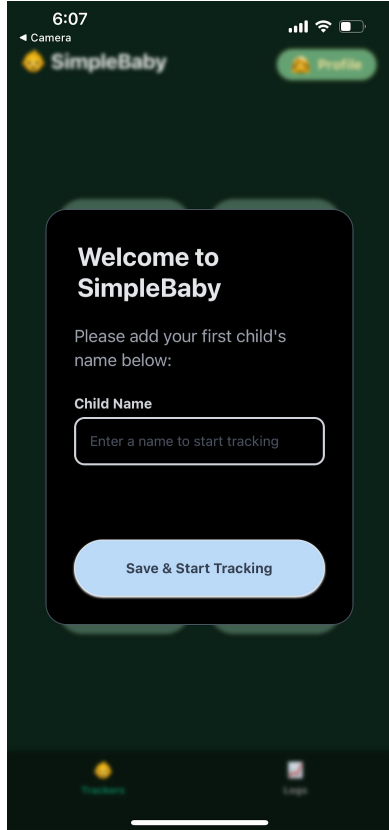 6:07
◀ Camera
SimpleBaby
Profile
Welcome to
SimpleBaby
Please add your first child's
name below:
Child Name
Enter a name to start tracking
Save & Start Tracking
Trackers
Logs